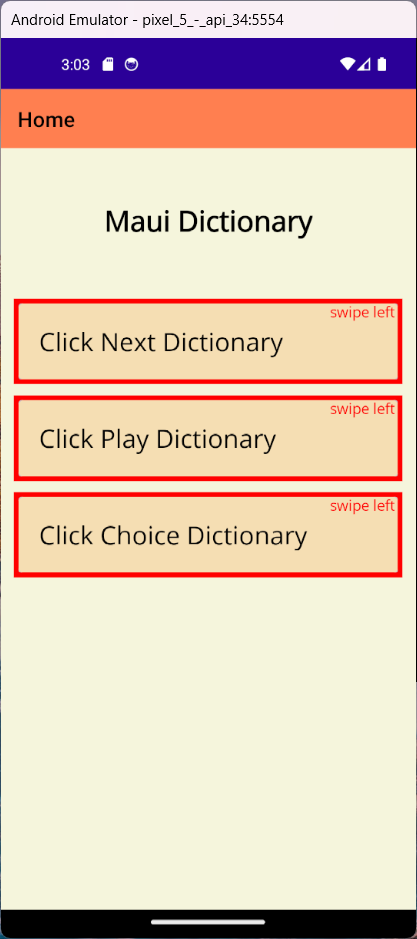 Android Emulator - pixel_5_-_api_34:5554
3:03
Home
Maui Dictionary
swipe left
Click Next Dictionary
swipe left
Click Play Dictionary
swipe left
Click Choice Dictionary